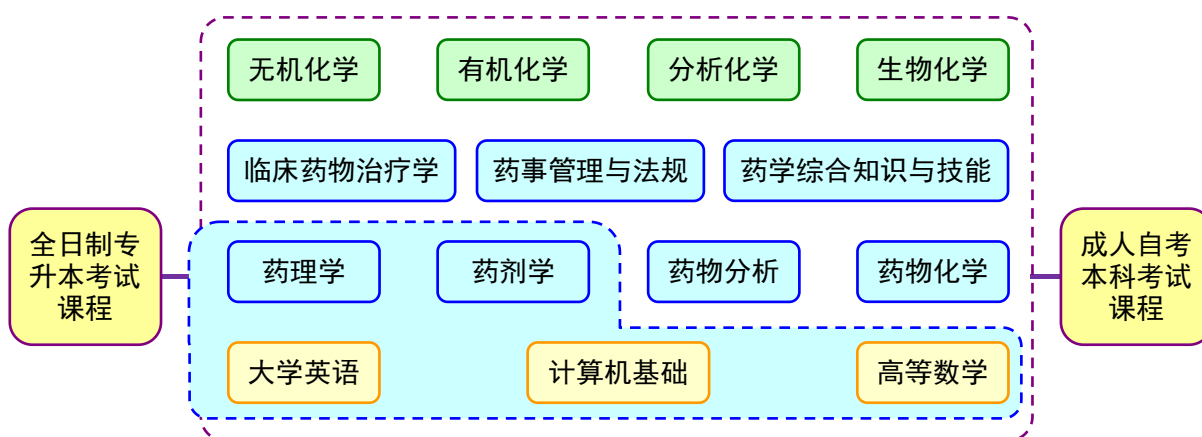 无机化学
有机化学
分析化学
生物化学
临床药物治疗学
药事管理与法规
药学综合知识与技能
全日制专
升本考试
课程
药理学
药剂学
药物分析
药物化学
成人自考
本科考试
课程
大学英语
计算机基础
高等数学